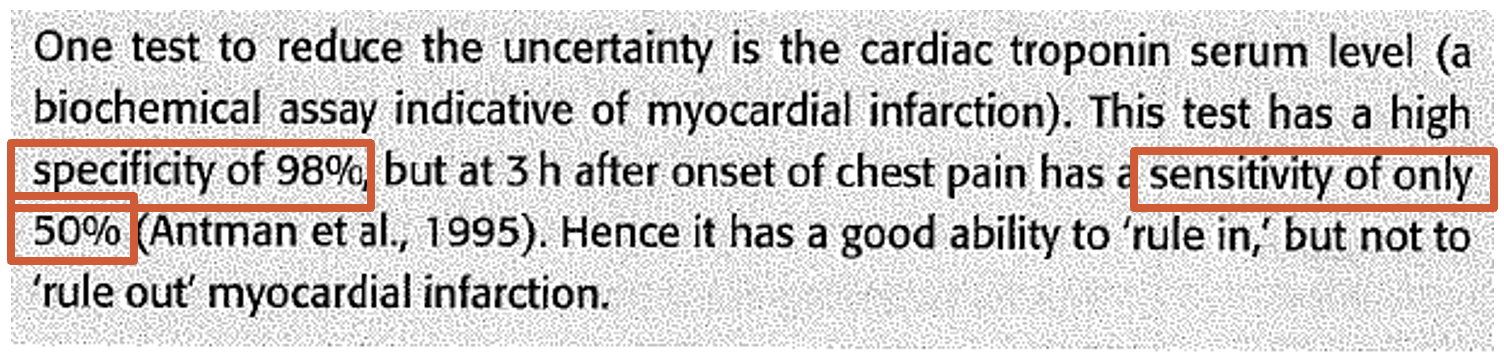 One test to reduce the uncertainty is the cardiac troponin serum level (a
biochemical assay indicative of myocardial infarction). This test has a high
specificity of 98%, but at 3 h after onset of chest pain has a sensitivity of only
50% (Antman et al., 1995). Hence it has a good ability to ‘rule in,’ but not to
‘rule out’ myocardial infarction.